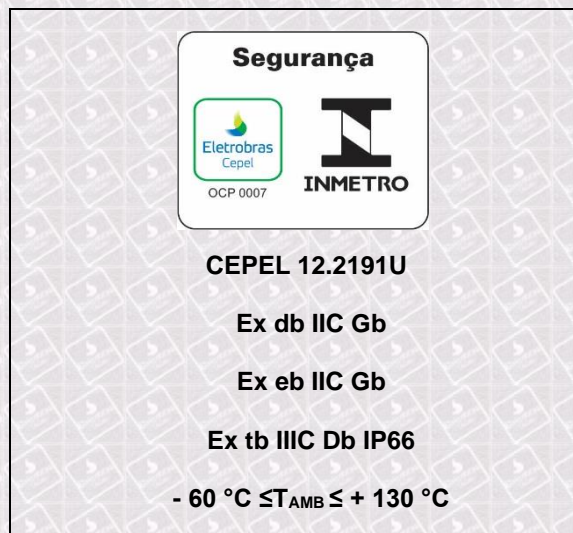 Segurança
Eletrobras
Cepel
OCP 0007
INMETRO
CEPEL 12.2191U
Ex db IIC Gb
Ex eb IIC Gb
Ex tb IIIC Db IP66
- 60 °C ≤TAMB ≤ + 130 °C